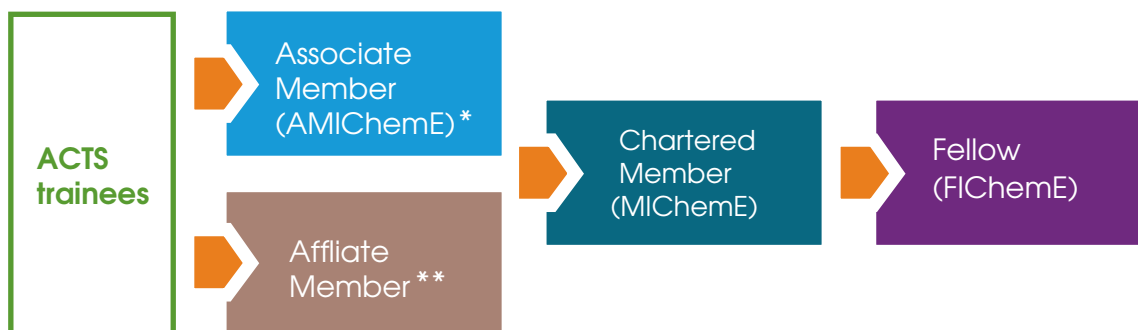 ACTS
trainees
Associate
Member
(AMIChemE)*
Affliate
Member**
Chartered
Member
(MIChemE)
Fellow
(FIChemE)